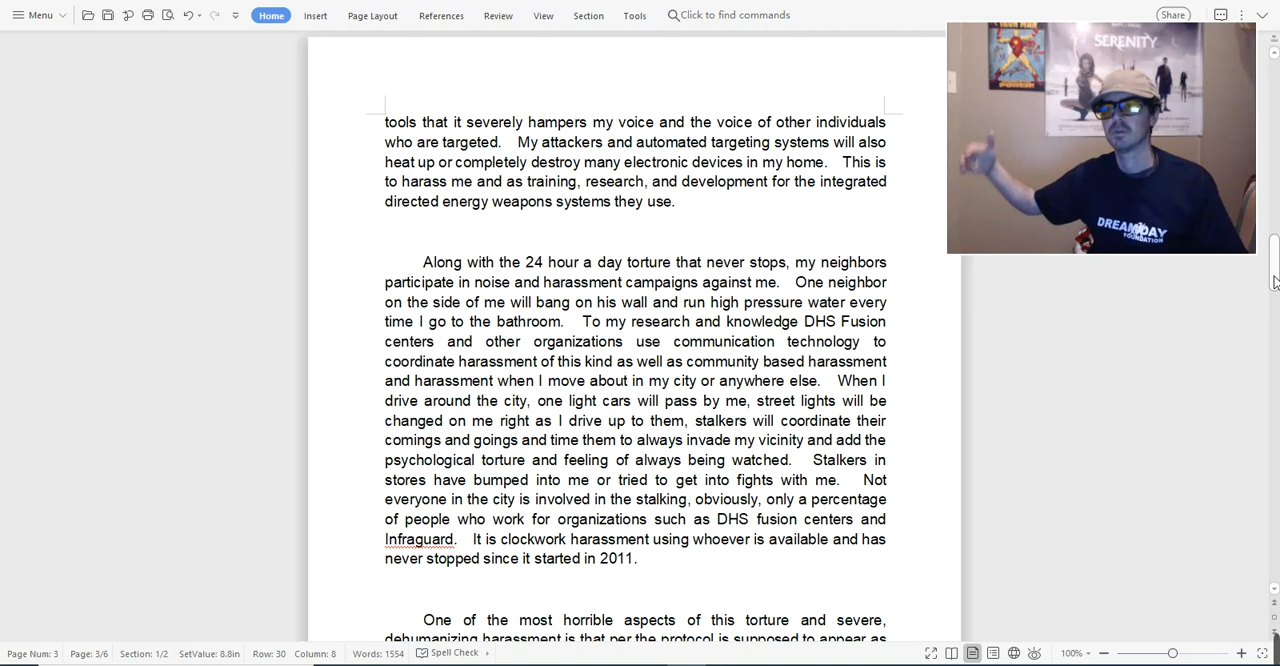 Menu Home Insert Page Layout References Review View Section Tools Click to find commands Share
SERENITY
DREAM DAY
FOUNDATION
tools that it severely hampers my voice and the voice of other individuals
who are targeted. My attackers and automated targeting systems will also
heat up or completely destroy many electronic devices in my home. This is
to harass me and as training, research, and development for the integrated
directed energy weapons systems they use.
Along with the 24 hour a day torture that never stops, my neighbors
participate in noise and harassment campaigns against me. One neighbor
on the side of me will bang on his wall and run high pressure water every
time I go to the bathroom. To my research and knowledge DHS Fusion
centers and other organizations use communication technology to
coordinate harassment of this kind as well as community based harassment
and harassment when I move about in my city or anywhere else. When I
drive around the city, one light cars will pass by me, street lights will be
changed on me right as I drive up to them, stalkers will coordinate their
comings and goings and time them to always invade my vicinity and add the
psychological torture and feeling of always being watched. Stalkers in
stores have bumped into me or tried to get into fights with me. Not
everyone in the city is involved in the stalking, obviously, only a percentage
of people who work for organizations such as DHS fusion centers and
Infraguard. It is clockwork harassment using whoever is available and has
never stopped since it started in 2011.
One of the most horrible aspects of this torture and severe,
dehumanizing harassment is that per the protocol is supposed to appear as
Page Num: 3 Page: 3/6 Section: 1/2 SetValue: 8.8in Row: 30 Column: 8 Words: 1554 Spell Check 100%